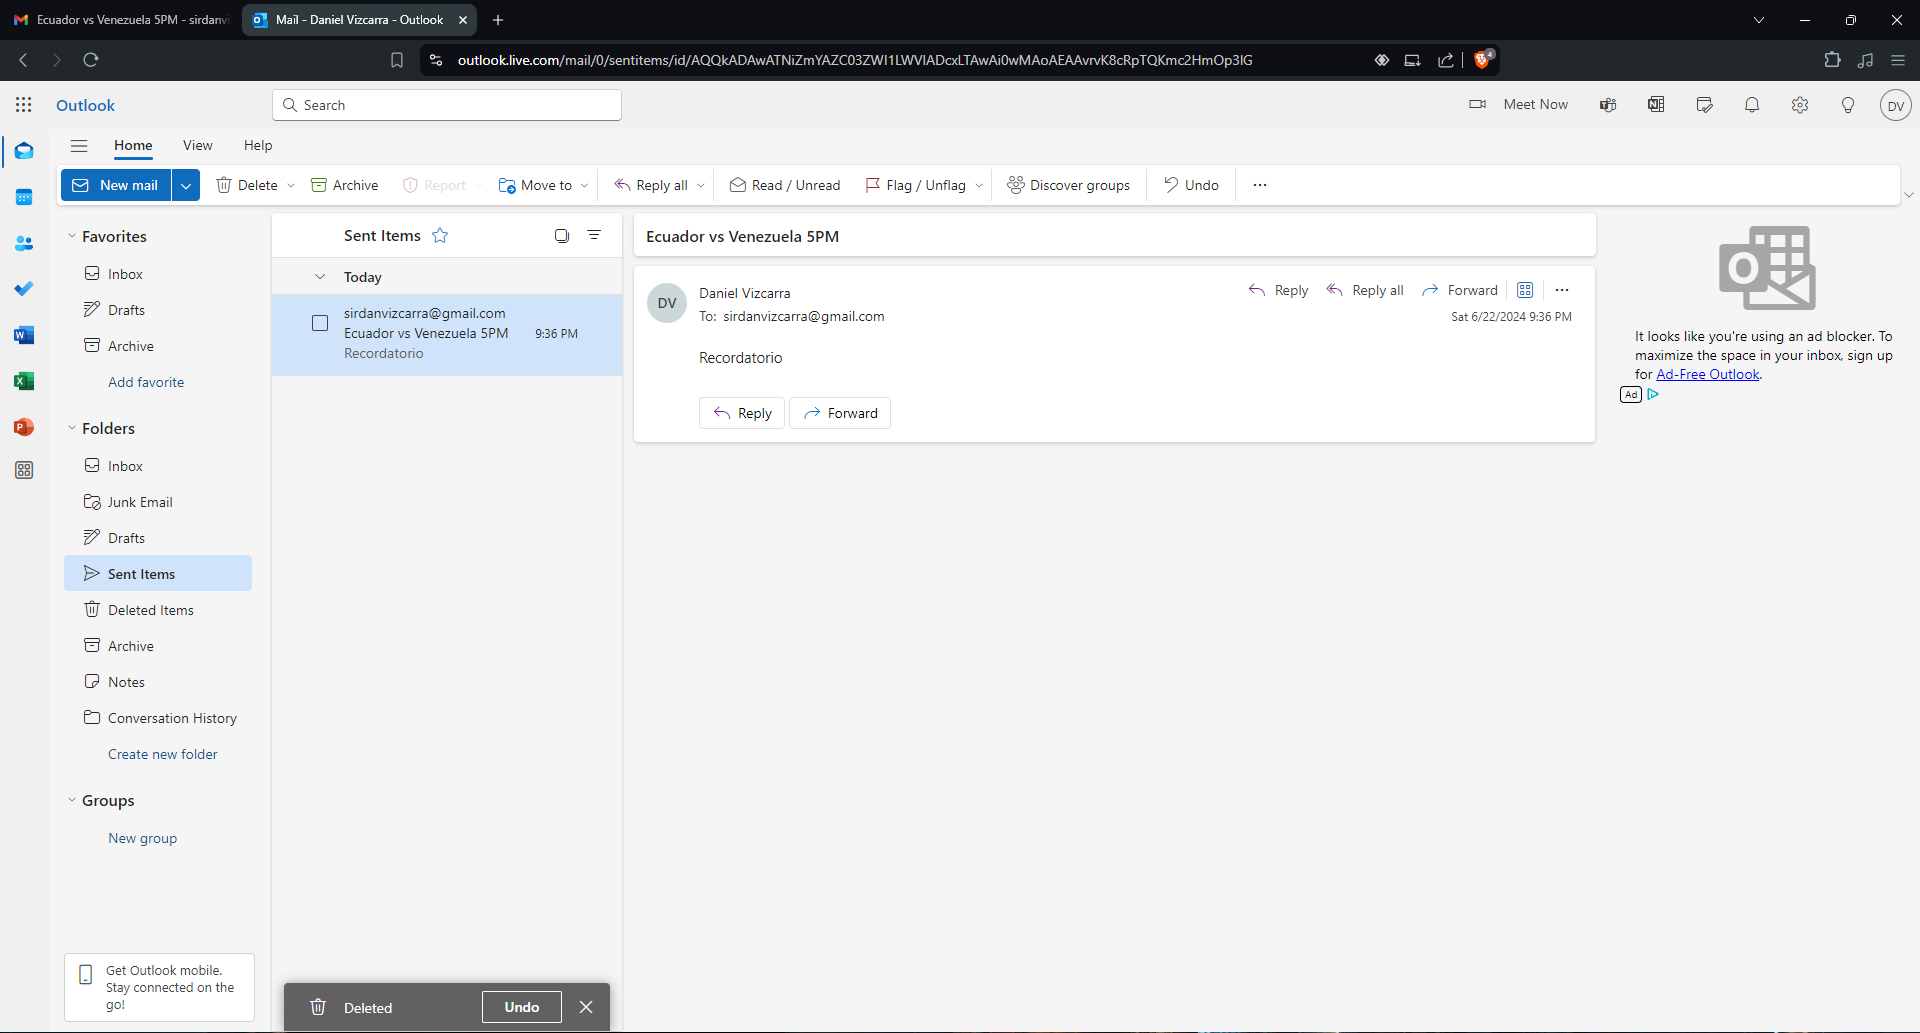 Ecuador vs Venezuela 5PM - sirdanvi
Mail - Daniel Vizcarra - Outlook
outlook.live.com/mail/0/sentitems/id/AQQkADAwATNiZmYAZC03ZWI1LWVIADcxLTAwAi0wMAoAEAAvrvK8cRpTQKmc2HmOp3IG
4
Outlook
Search
Meet Now
DV
Home
View
Help
New mail
Delete
Archive
Report
Move to
Reply all
Read / Unread
Flag / Unflag
Discover groups
Undo
Favorites
Inbox
Drafts
Archive
Add favorite
Folders
Inbox
Junk Email
Drafts
Sent Items
Deleted Items
Archive
Notes
Conversation History
Create new folder
Groups
New group
Get Outlook mobile.
Stay connected on the
go!
Sent Items
Today
sirdanvizcarra@gmail.com
Ecuador vs Venezuela 5PM
9:36 PM
Recordatorio
Deleted
Undo
Ecuador vs Venezuela 5PM
DV
Daniel Vizcarra
To: sirdanvizcarra@gmail.com
Reply
Reply all
Forward
Sat 6/22/2024 9:36 PM
Recordatorio
Reply
Forward
It looks like you're using an ad blocker. To
maximize the space in your inbox, sign up
for Ad-Free Outlook.
Ad